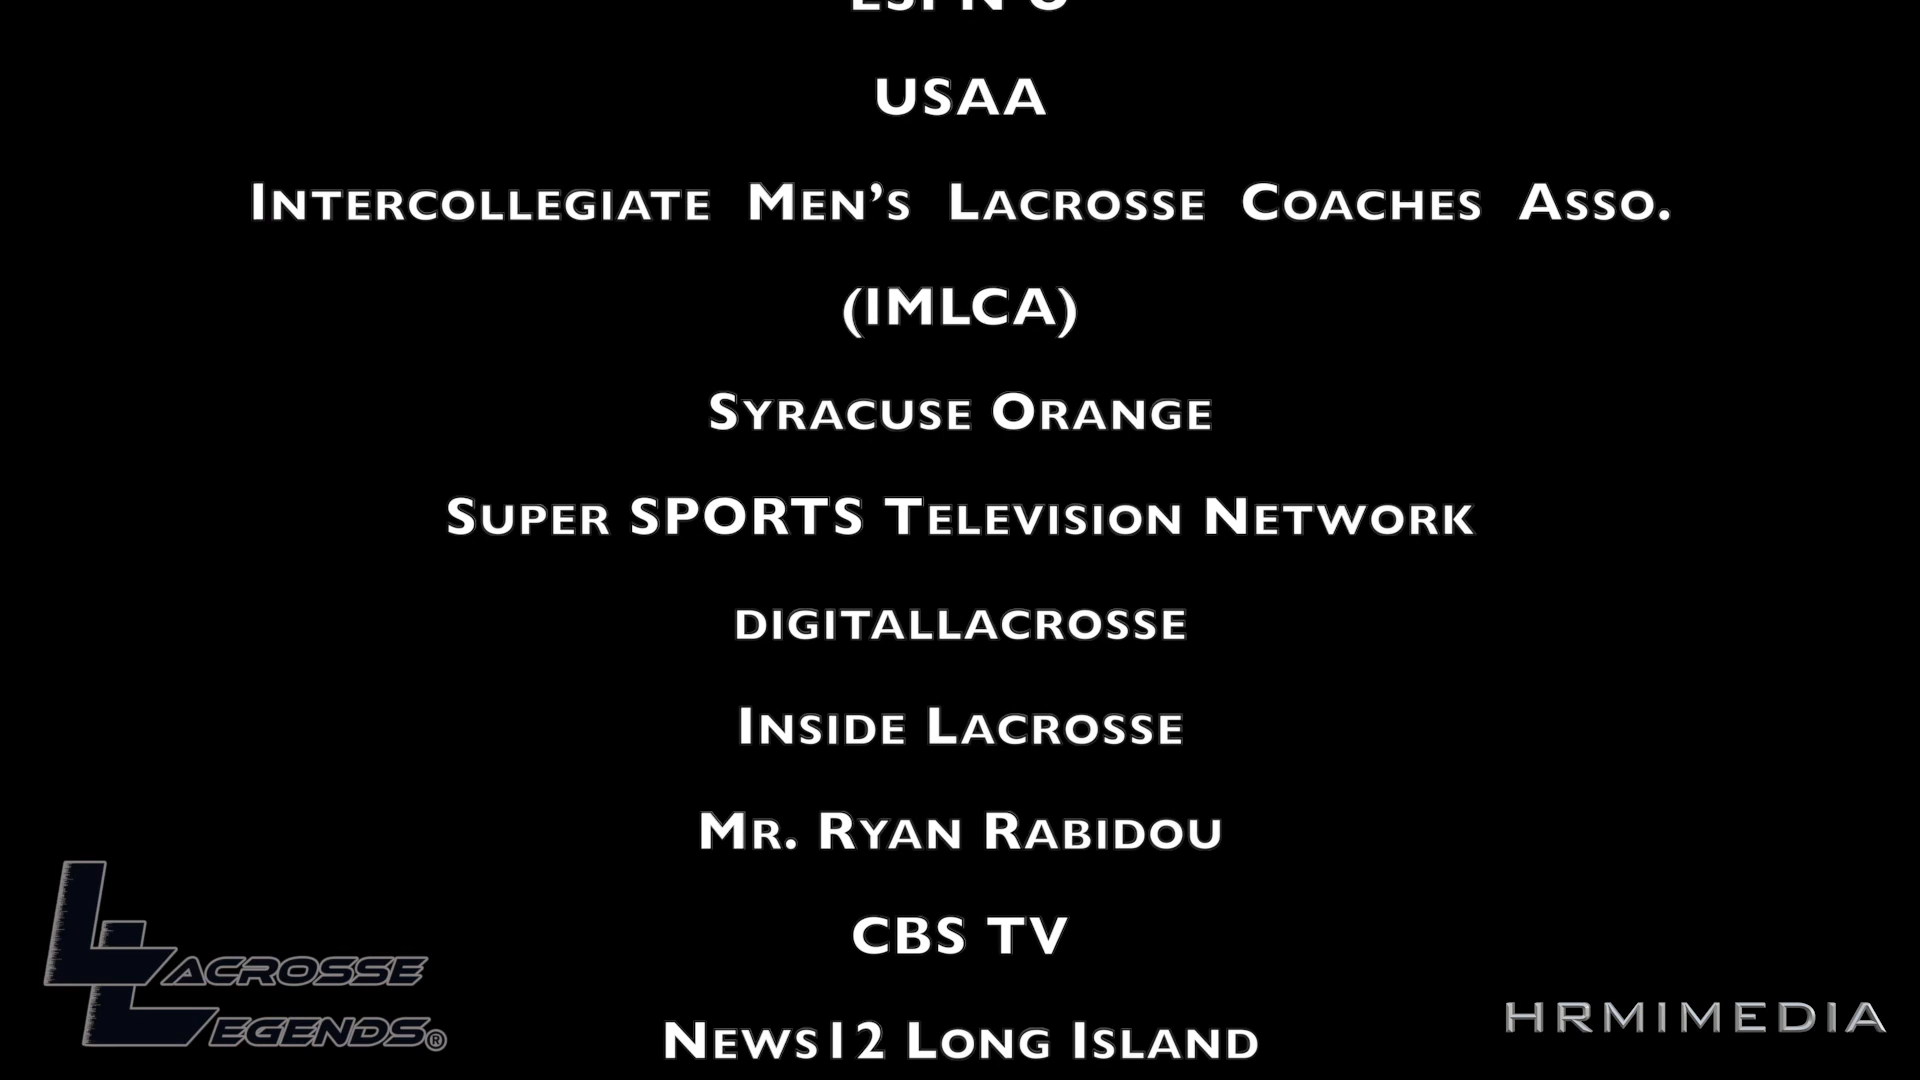 ESPN U
USAA
Intercollegiate Men’s Lacrosse Coaches Asso.
(IMLCA)
Syracuse Orange
Super SPORTS Television Network
digitallacrosse
Inside Lacrosse
Mr. Ryan Rabidou
CBS TV
News12 Long Island
Lacrosse
Legends®
HRMIMEDIA